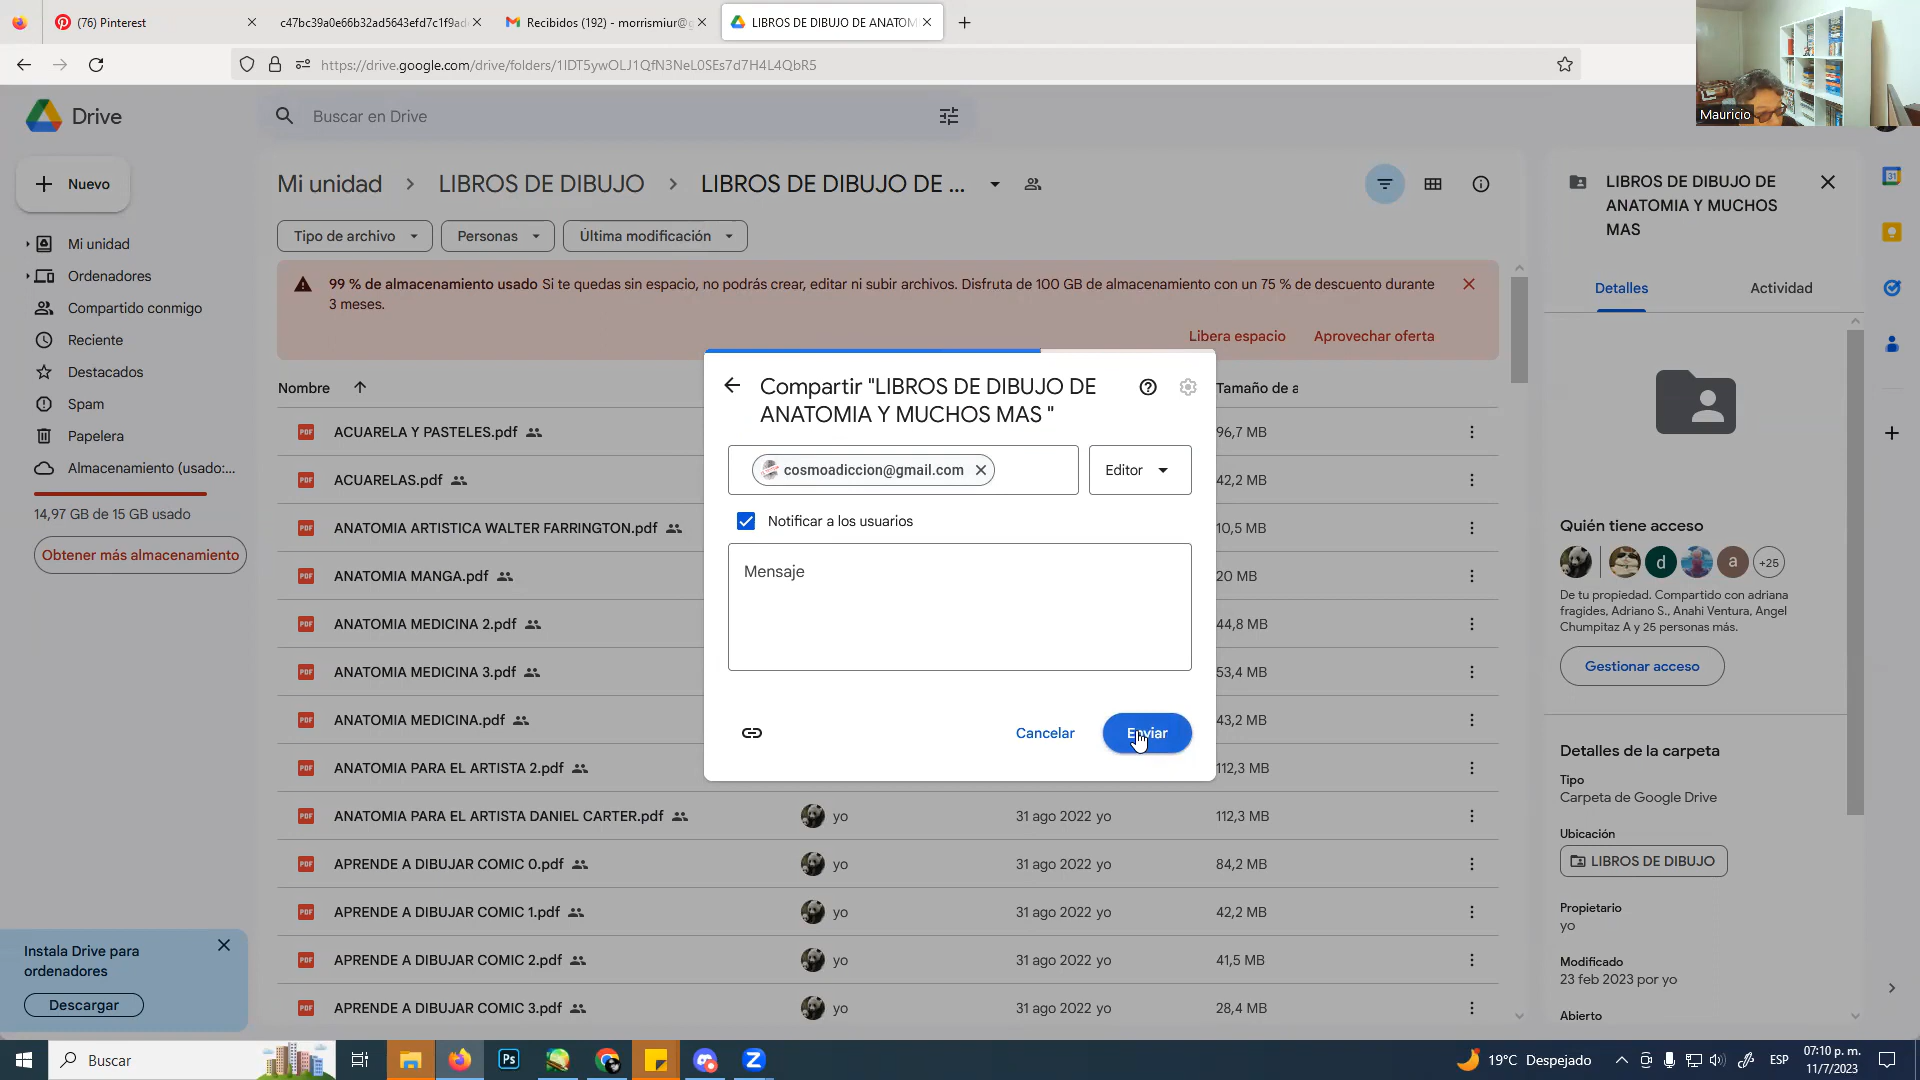 (76) Pinterest
c47bc39a0e66b32ad5643efd7c1f9ad
Recibidos (192) - morrismiur@g
LIBROS DE DIBUJO DE ANATOM
https://drive.google.com/drive/folders/1IDT5ywOLJ1QfN3NeL0SEs7d7H4L4QbR5
Mauricio
Drive
Buscar en Drive
Nuevo
Mi unidad
Ordenadores
Compartido conmigo
Reciente
Destacados
Spam
Papelera
Almacenamiento (usado:...
14,97 GB de 15 GB usado
Obtener más almacenamiento
Instala Drive para
ordenadores
Descargar
Mi unidad > LIBROS DE DIBUJO > LIBROS DE DIBUJO DE ...
Tipo de archivo Personas Última modificación
99 % de almacenamiento usado Si te quedas sin espacio, no podrás crear, editar ni subir archivos. Disfruta de 100 GB de almacenamiento con un 75 % de descuento durante
3 meses.
Libera espacio Aprovechar oferta
Nombre Tamaño de a
ACUARELA Y PASTELES.pdf 96,7 MB
ACUARELAS.pdf 42,2 MB
ANATOMIA ARTISTICA WALTER FARRINGTON.pdf 10,5 MB
ANATOMIA MANGA.pdf 20 MB
ANATOMIA MEDICINA 2.pdf 44,8 MB
ANATOMIA MEDICINA 3.pdf 53,4 MB
ANATOMIA MEDICINA.pdf 43,2 MB
ANATOMIA PARA EL ARTISTA 2.pdf 112,3 MB
ANATOMIA PARA EL ARTISTA DANIEL CARTER.pdf yo 31 ago 2022 yo 112,3 MB
APRENDE A DIBUJAR COMIC 0.pdf yo 31 ago 2022 yo 84,2 MB
APRENDE A DIBUJAR COMIC 1.pdf yo 31 ago 2022 yo 42,2 MB
APRENDE A DIBUJAR COMIC 2.pdf yo 31 ago 2022 yo 41,5 MB
APRENDE A DIBUJAR COMIC 3.pdf yo 31 ago 2022 yo 28,4 MB
Compartir "LIBROS DE DIBUJO DE
ANATOMIA Y MUCHOS MAS "
cosmoadiccion@gmail.com
Editor
Notificar a los usuarios
Mensaje
Cancelar
Enviar
LIBROS DE DIBUJO DE
ANATOMIA Y MUCHOS
MAS
Detalles Actividad
Quién tiene acceso
d a +25
De tu propiedad. Compartido con adriana
fragides, Adriano S., Anahi Ventura, Angel
Chumpitaz A y 25 personas más.
Gestionar acceso
Detalles de la carpeta
Tipo
Carpeta de Google Drive
Ubicación
LIBROS DE DIBUJO
Propietario
yo
Modificado
23 feb 2023 por yo
Abierto
31
Buscar
Ps
19°C Despejado
ESP
07:10 p. m.
11/7/2023